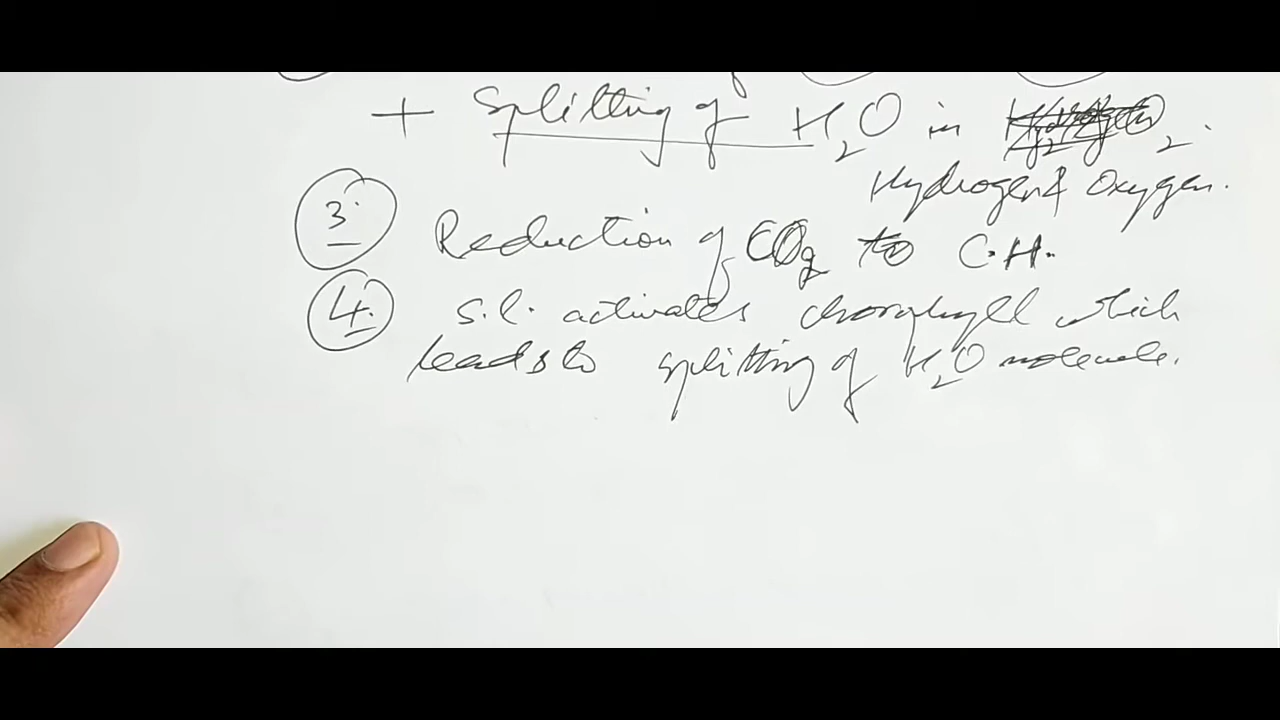 + Splitting of H₂O in
Hydrogen & Oxygen.
3. Reduction of CO₂ to C.H.
4. S.l. activates chorophyll which
leads to splitting of H₂O molecule.